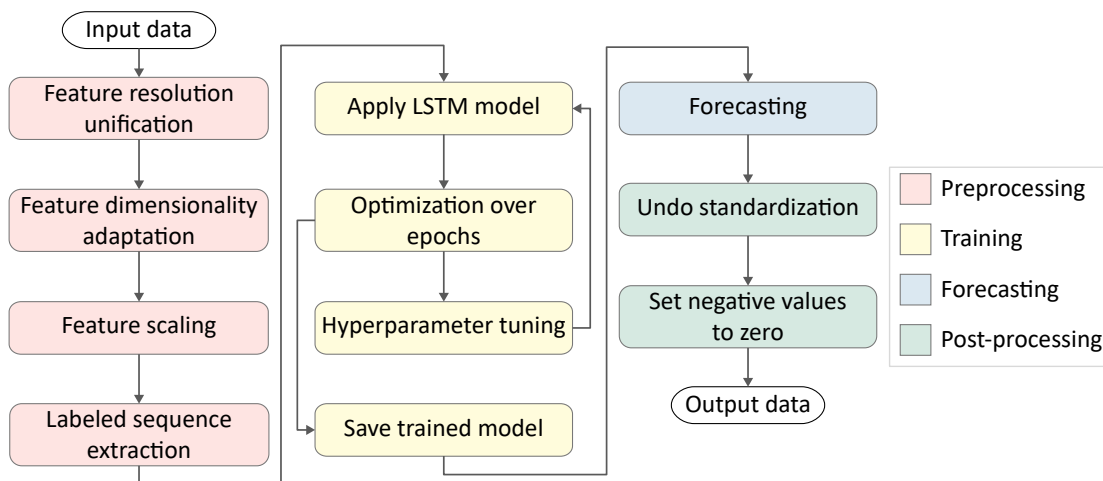 Input data
Feature resolution
unification
Feature dimensionality
adaptation
Feature scaling
Labeled sequence
extraction
Apply LSTM model
Optimization over
epochs
Hyperparameter tuning
Save trained model
Forecasting
Undo standardization
Set negative values
to zero
Output data
Preprocessing
Training
Forecasting
Post-processing